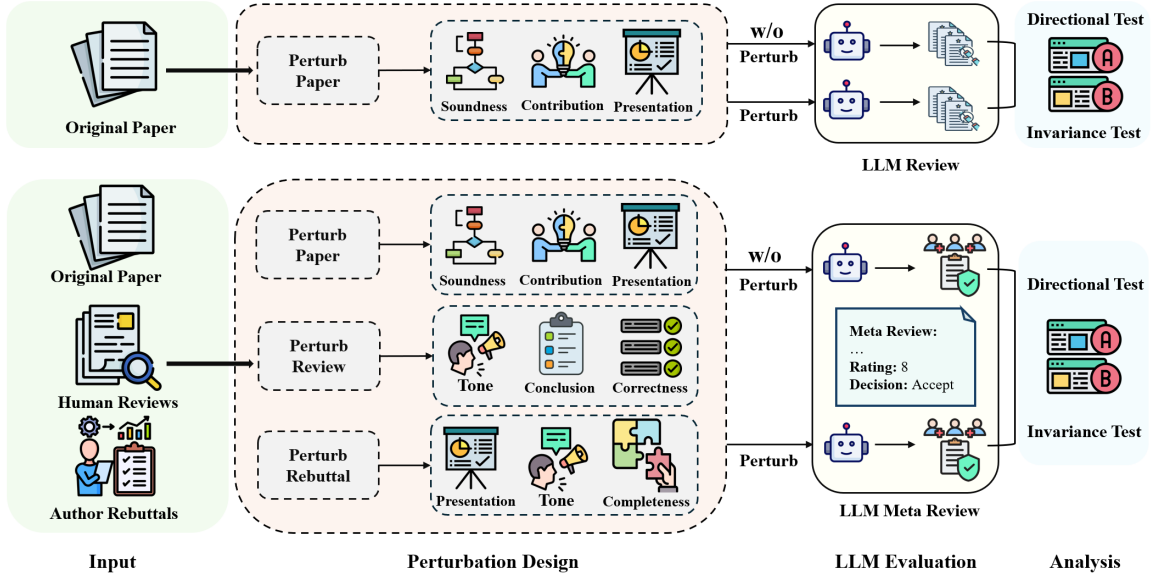 Original Paper
Perturb
Paper
Soundness
Contribution
Presentation
w/o
Perturb
Perturb
LLM Review
Directional Test
A
B
Invariance Test
Original Paper
Human Reviews
Author Rebuttals
Perturb
Paper
Soundness
Contribution
Presentation
Perturb
Review
Tone
Conclusion
Correctness
Perturb
Rebuttal
Presentation
Tone
Completeness
w/o
Perturb
Perturb
Meta Review:
...
Rating: 8
Decision: Accept
LLM Meta Review
Directional Test
A
B
Invariance Test
Input
Perturbation Design
LLM Evaluation
Analysis